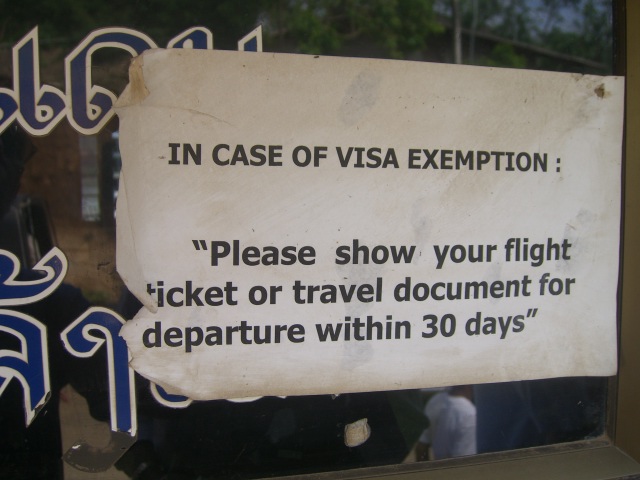 IN CASE OF VISA EXEMPTION :
“Please show your flight
ticket or travel document for
departure within 30 days”